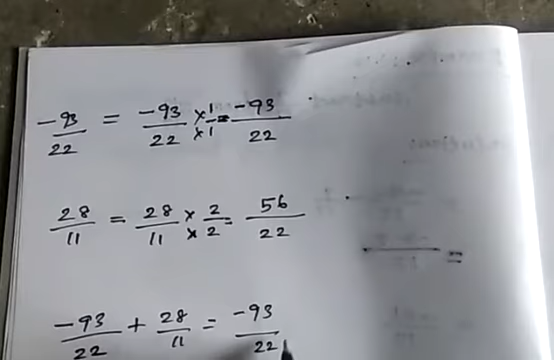 -93/22 = -93/22 ×1/×1 = -93/22
28/11 = 28/11 × 2/× 2 = 56/22
-93/22 + 28/11 = -93/22